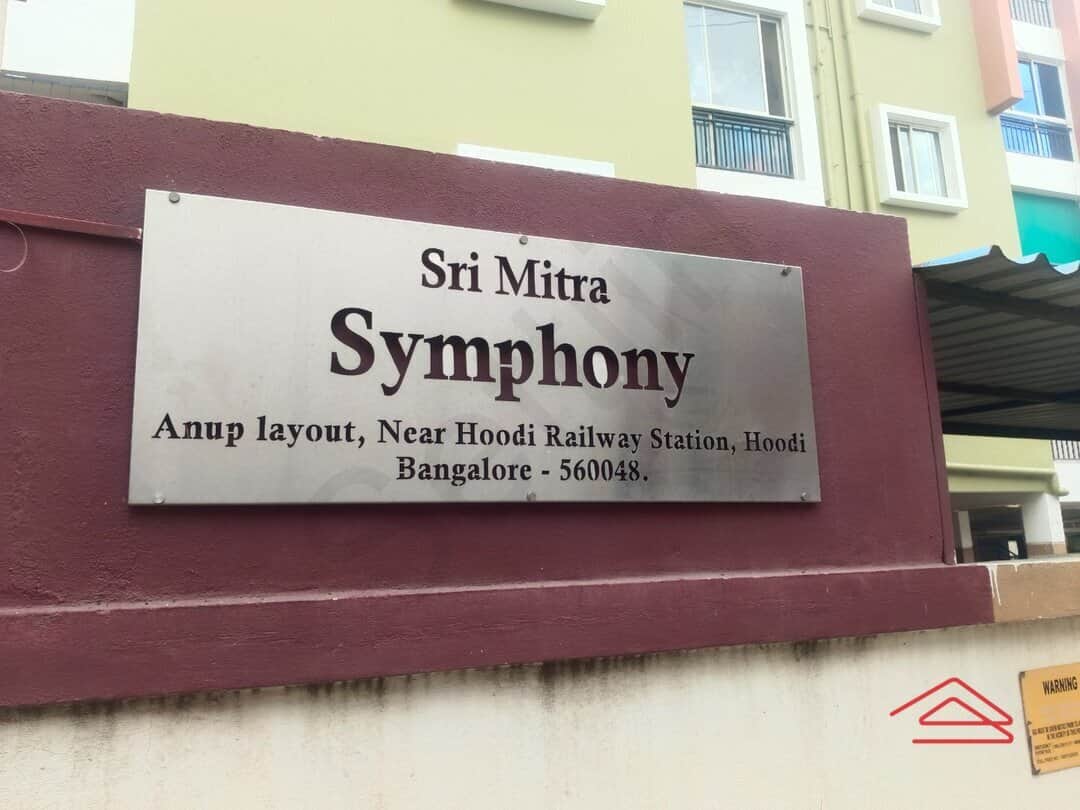 Sri Mitra
Symphony
Anup layout, Near Hoodi Railway Station, Hoodi
Bangalore - 560048.
WARNING